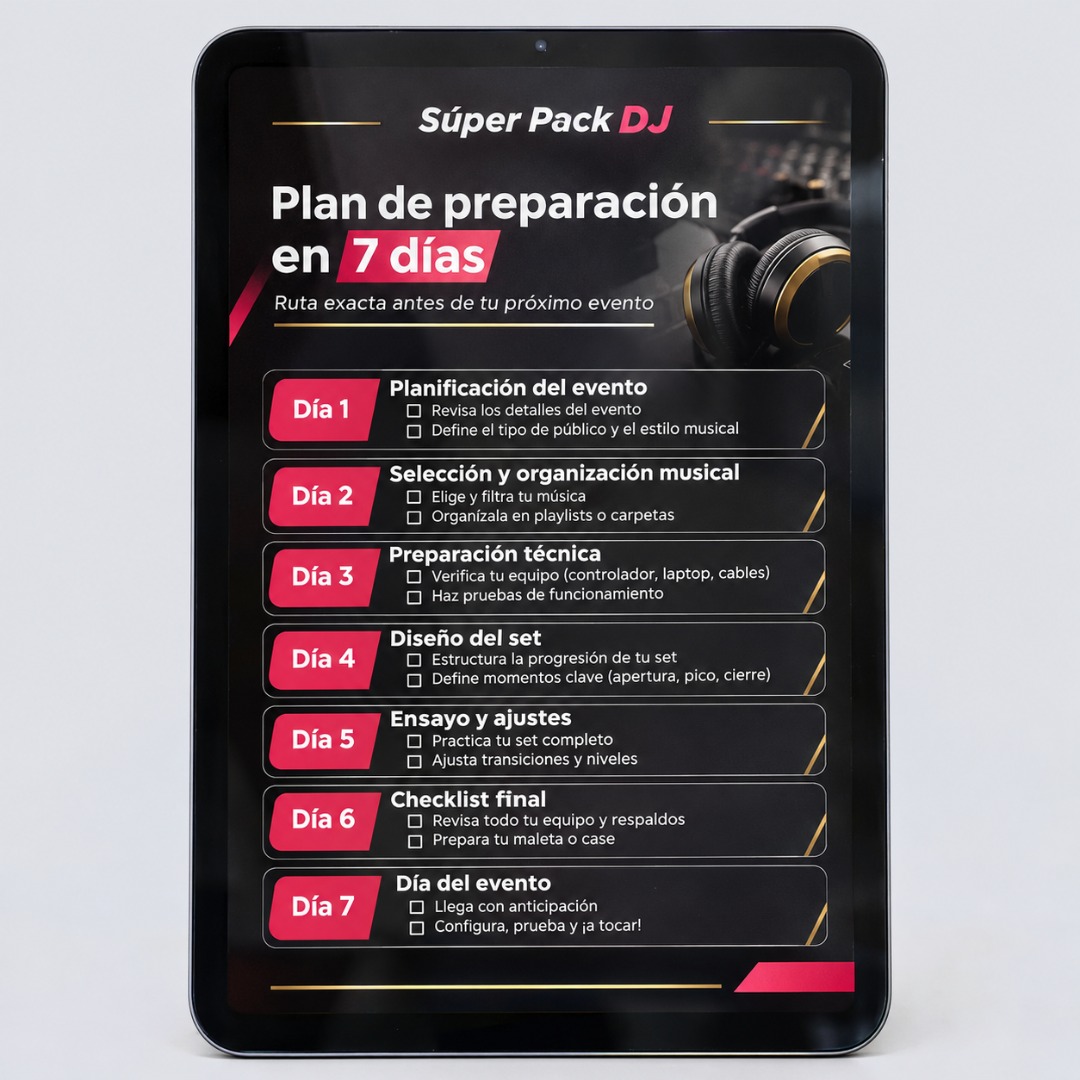 Súper Pack DJ
Plan de preparación
en 7 días
Ruta exacta antes de tu próximo evento
Día 1
Planificación del evento
Revisa los detalles del evento
Define el tipo de público y el estilo musical
Día 2
Selección y organización musical
Elige y filtra tu música
Organízala en playlists o carpetas
Día 3
Preparación técnica
Verifica tu equipo (controlador, laptop, cables)
Haz pruebas de funcionamiento
Día 4
Diseño del set
Estructura la progresión de tu set
Define momentos clave (apertura, pico, cierre)
Día 5
Ensayo y ajustes
Practica tu set completo
Ajusta transiciones y niveles
Día 6
Checklist final
Revisa todo tu equipo y respaldos
Prepara tu maleta o case
Día 7
Día del evento
Llega con anticipación
Configura, prueba y ¡a tocar!